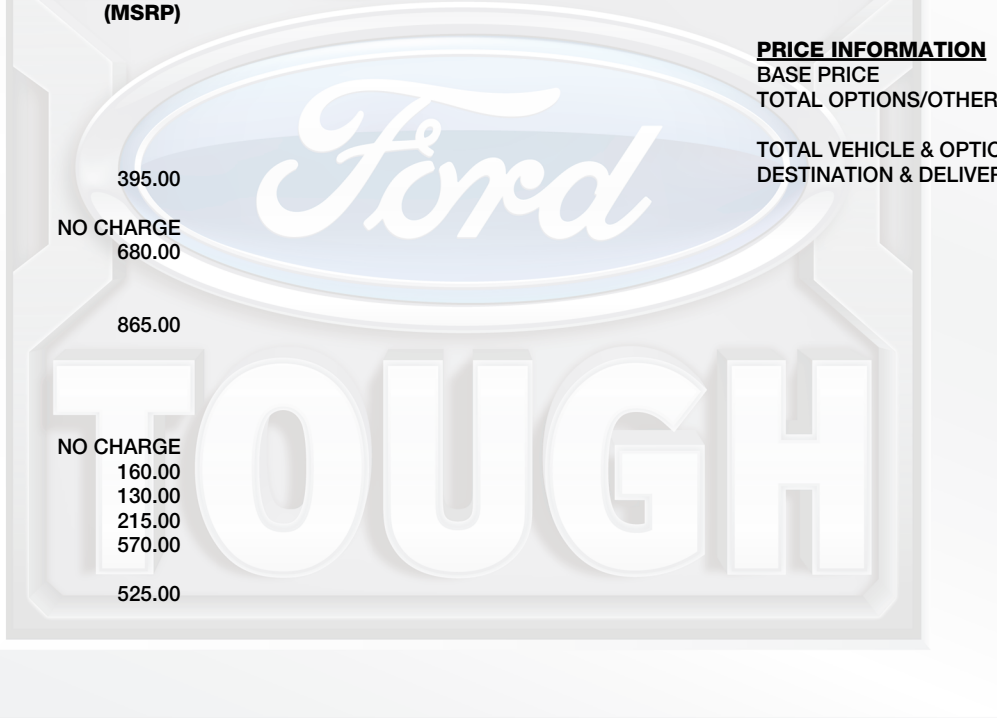 (MSRP)
395.00
NO CHARGE
680.00
865.00
NO CHARGE
160.00
130.00
215.00
570.00
525.00
PRICE INFORMATION
BASE PRICE
TOTAL OPTIONS/OTHER
TOTAL VEHICLE & OPTIO
DESTINATION & DELIVER
Ford
TOUGH